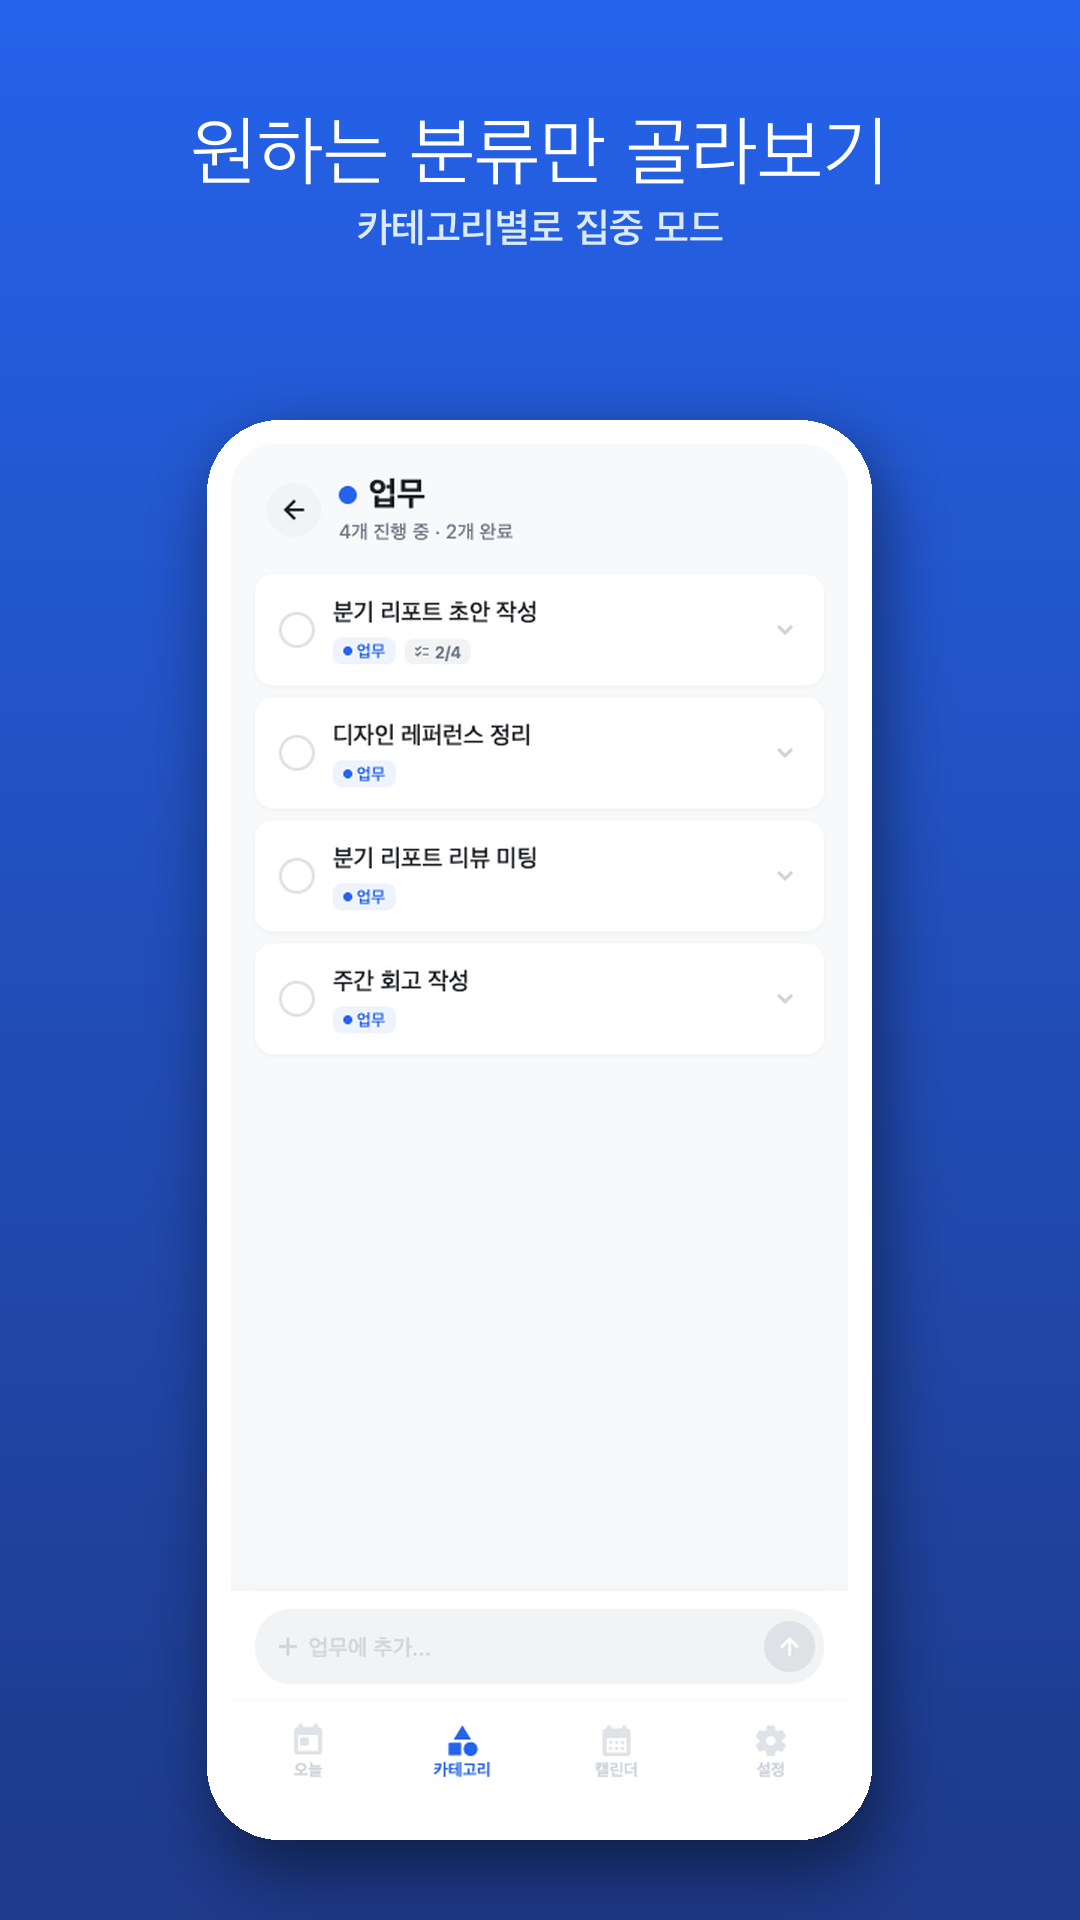 원하는 분류만 골라보기
카테고리별로 집중 모드
업무
4개 진행 중 · 2개 완료
분기 리포트 초안 작성
업무 2/4
디자인 레퍼런스 정리
업무
분기 리포트 리뷰 미팅
업무
주간 회고 작성
업무
업무에 추가...
오늘 카테고리 캘린더 설정